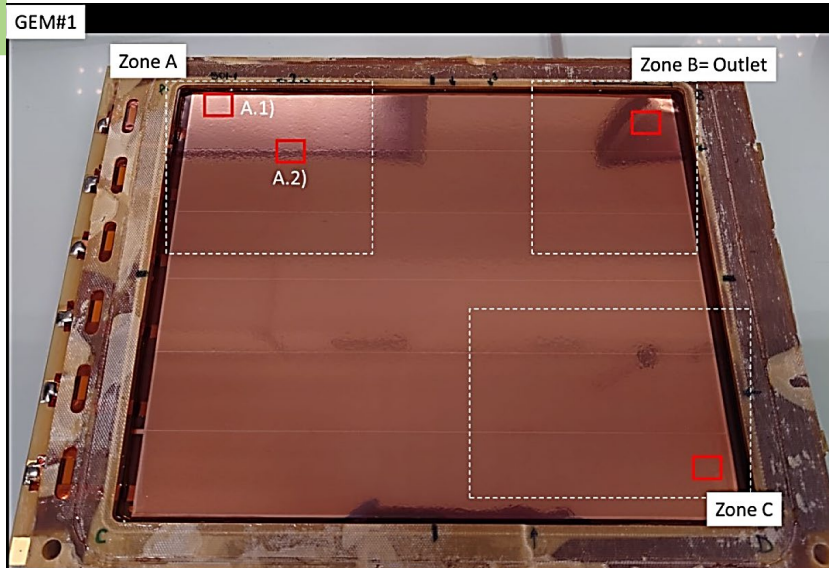 GEM#1
Zone A
Zone B= Outlet
A.1)
A.2)
Zone C
C
D